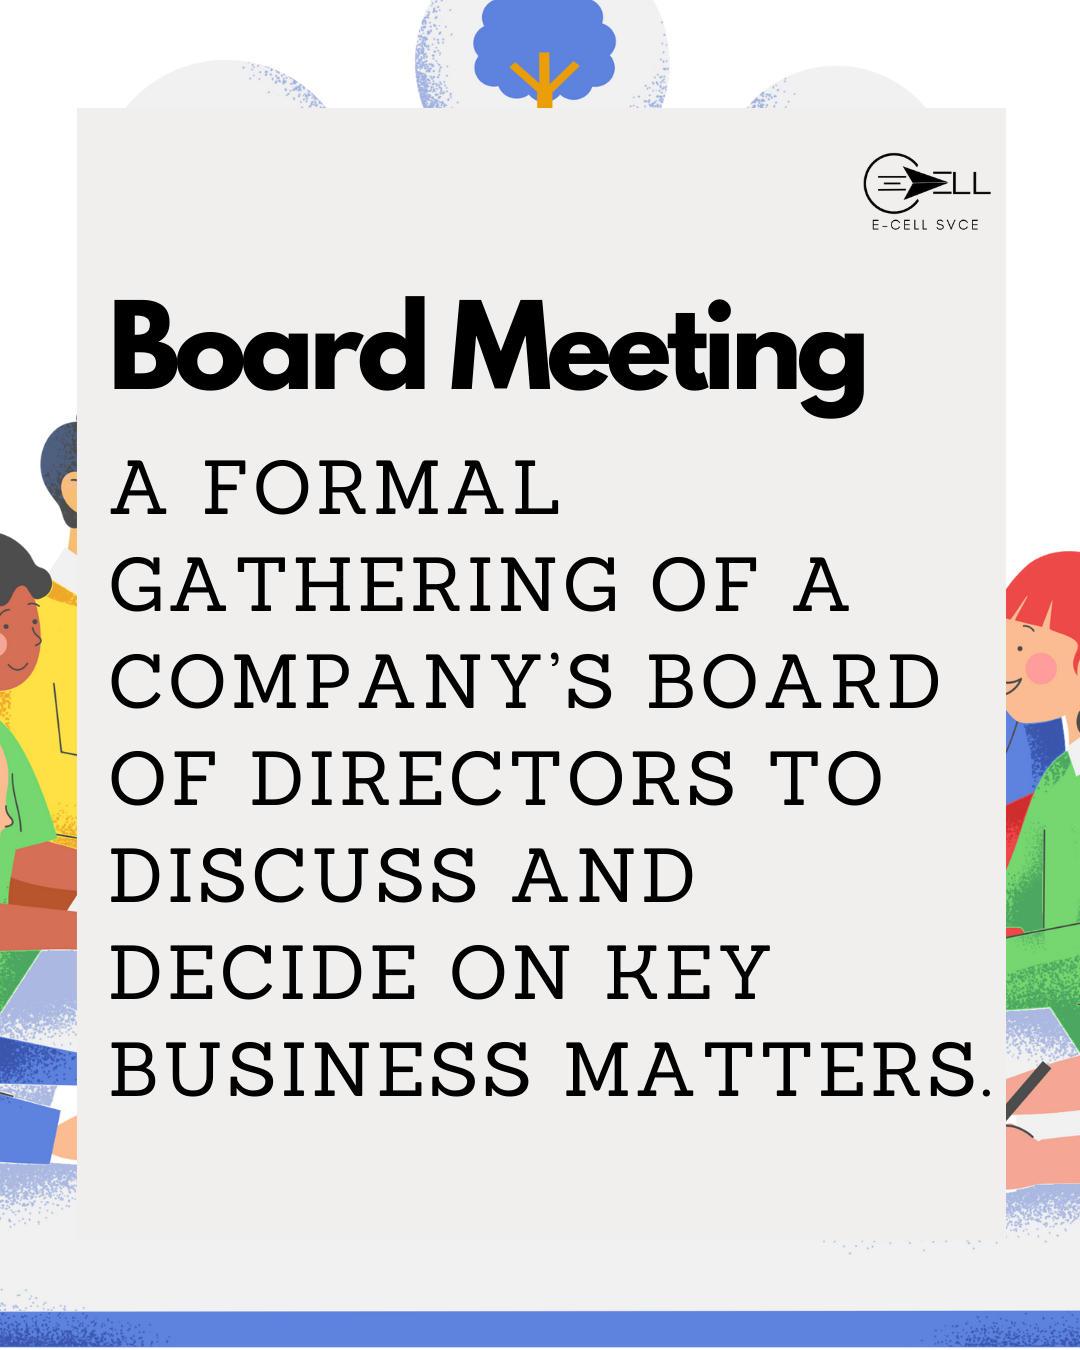 ELL
E-CELL SVCE
Board Meeting
A FORMAL
GATHERING OF A
COMPANY'S BOARD
OF DIRECTORS TO
DISCUSS AND
DECIDE ON KEY
BUSINESS MATTERS.